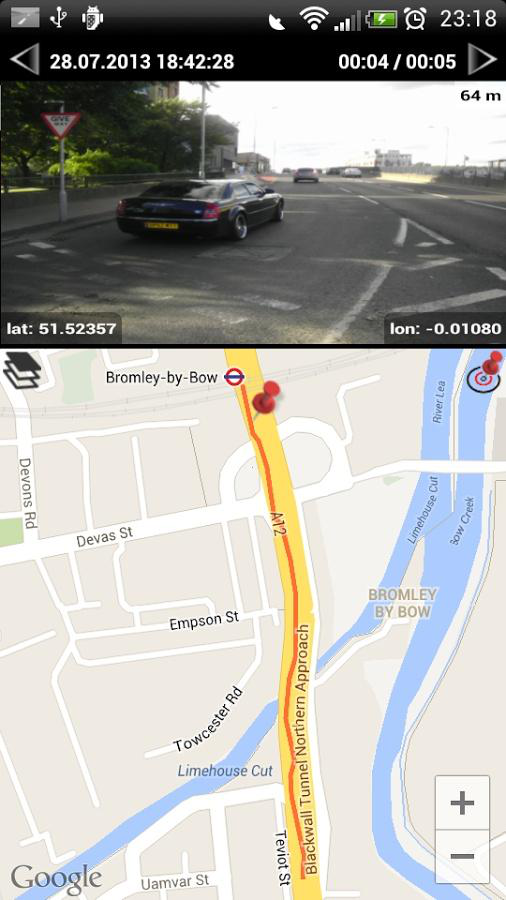 23:18
28.07.2013 18:42:28
00:04 / 00:05
64 m
GIVE
WAY
lat: 51.52357
lon: -0.01080
Bromley-by-Bow
River Lea
Devons Rd
Limehouse Cut
Bow Creek
A12
Devas St
BROMLEY
BY BOW
Empson St
Blackwall Tunnel Northern Approach
Towcester Rd
Limehouse Cut
+
−
Teviot St
Google
Uamvar St